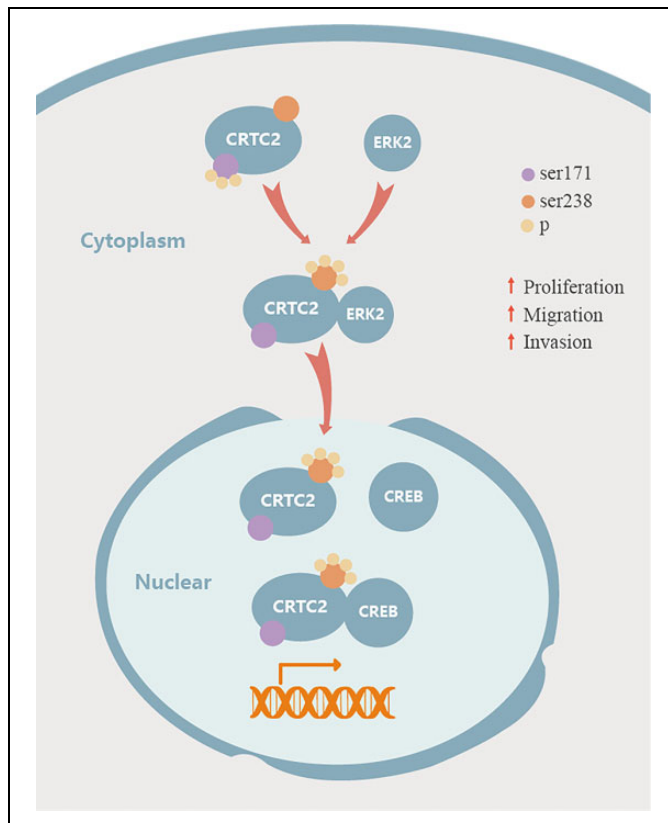 CRTC2
ERK2
ser171
ser238
p
Cytoplasm
Proliferation
Migration
Invasion
CRTC2
ERK2
CRTC2
CREB
Nuclear
CRTC2
CREB